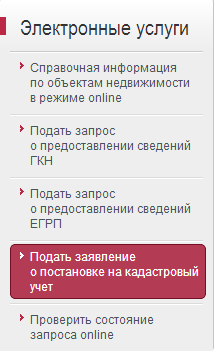 Электронные услуги
Справочная информация
по объектам недвижимости
в режиме online
Подать запрос
о предоставлении сведений
ГКН
Подать запрос
о предоставлении сведений
ЕГРП
Подать заявление
о постановке на кадастровый
учет
Проверить состояние
запроса online